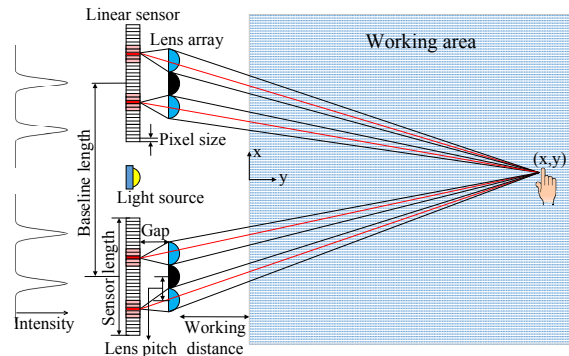 Linear sensor
Lens array
Working area
Pixel size
Baseline length
x
y
(x,y)
Light source
Sensor length
Gap
Intensity
Working
distance
Lens pitch